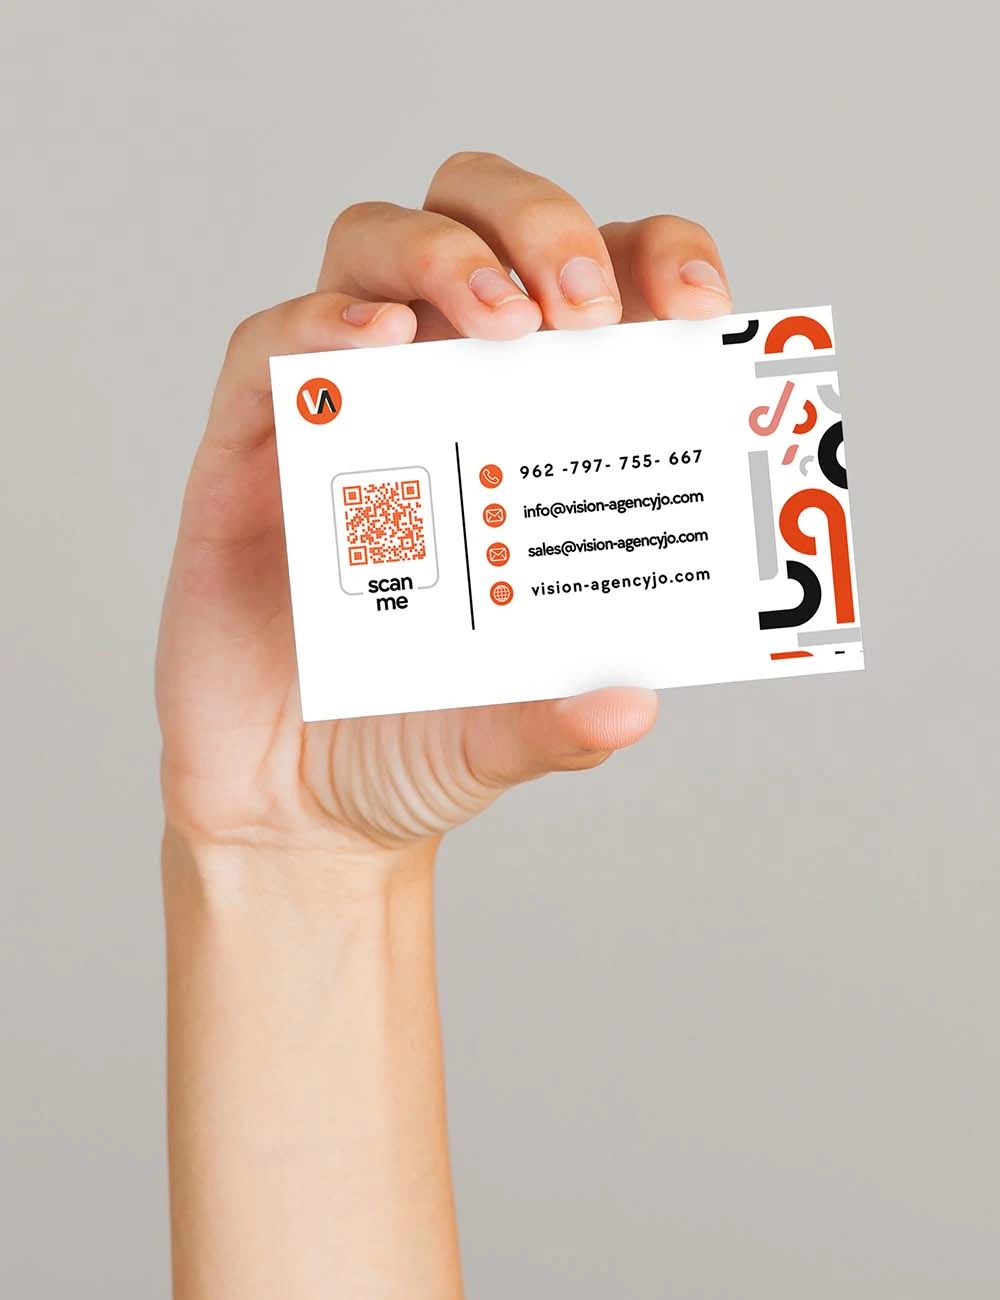 VA
scan
me
962 -797- 755- 667
info@vision-agencyjo.com
sales@vision-agencyjo.com
vision-agencyjo.com